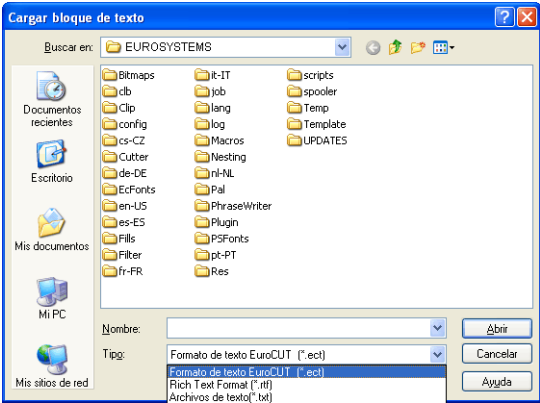 Cargar bloque de texto
Buscar en: EUROSYSTEMS
Documentos recientes
Escritorio
Mis documentos
Mi PC
Mis sitios de red
Bitmaps
clb
Clip
config
cs-CZ
Cutter
de-DE
EcFonts
en-US
es-ES
Fills
Filter
fr-FR
it-IT
job
lang
log
Macros
Nesting
nl-NL
Pal
PhraseWriter
Plugin
PSFonts
pt-PT
Res
scripts
spooler
Temp
Template
UPDATES
Nombre:
Abrir
Tipo: Formato de texto EuroCUT (*.ect)
Cancelar
Formato de texto EuroCUT (*.ect)
Rich Text Format (*.rtf)
Archivos de texto(*.txt)
Ayuda